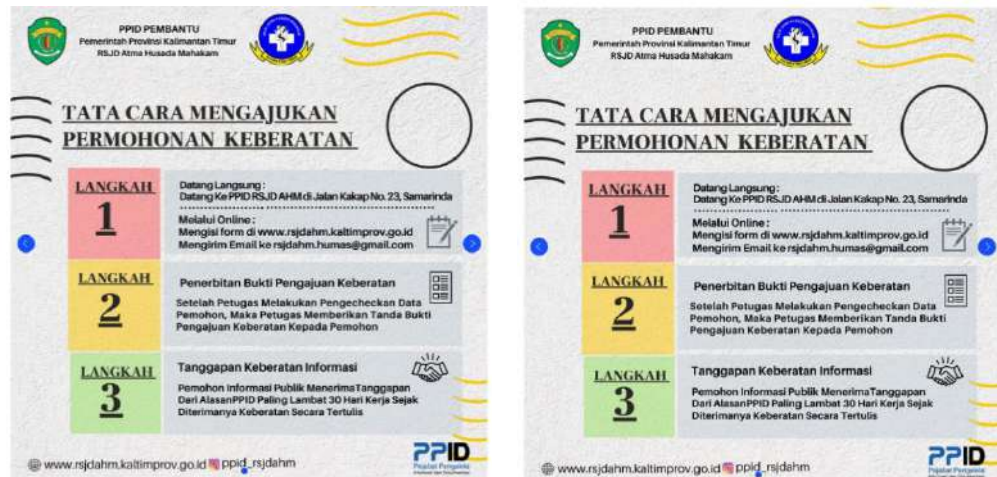 PPID PEMBANTU
Pemerintah Provinsi Kalimantan Timur
RSJD Atma Husada Mahakam
TATA CARA MENGAJUKAN
PERMOHONAN KEBERATAN
LANGKAH
1
Datang Langsung :
Datang Ke PPID RSJD AHM di Jalan Kakap No. 23, Samarinda
Melalui Online :
Mengisi form di www.rsjdahm.kaltimprov.go.id
Mengirim Email ke rsjdahm.humas@gmail.com
LANGKAH
2
Penerbitan Bukti Pengajuan Keberatan
Setelah Petugas Melakukan Pengecheckan Data
Pemohon, Maka Petugas Memberikan Tanda Bukti
Pengajuan Keberatan Kepada Pemohon
LANGKAH
3
Tanggapan Keberatan Informasi
Pemohon Informasi Publik MenerimaTanggapan
Dari AlasanPPID Paling Lambat 30 Hari Kerja Sejak
Diterimanya Keberatan Secara Tertulis
www.rsjdahm.kaltimprov.go.id ppid_rsjdahm
PPID
Pejabat Pengelola
PPID PEMBANTU
Pemerintah Provinsi Kalimantan Timur
RSJD Atma Husada Mahakam
TATA CARA MENGAJUKAN
PERMOHONAN KEBERATAN
LANGKAH
1
Datang Langsung :
Datang Ke PPID RSJD AHM di Jalan Kakap No. 23, Samarinda
Melalui Online :
Mengisi form di www.rsjdahm.kaltimprov.go.id
Mengirim Email ke rsjdahm.humas@gmail.com
LANGKAH
2
Penerbitan Bukti Pengajuan Keberatan
Setelah Petugas Melakukan Pengecheckan Data
Pemohon, Maka Petugas Memberikan Tanda Bukti
Pengajuan Keberatan Kepada Pemohon
LANGKAH
3
Tanggapan Keberatan Informasi
Pemohon Informasi Publik MenerimaTanggapan
Dari AlasanPPID Paling Lambat 30 Hari Kerja Sejak
Diterimanya Keberatan Secara Tertulis
www.rsjdahm.kaltimprov.go.id ppid_rsjdahm
PPID
Pejabat Pengelola